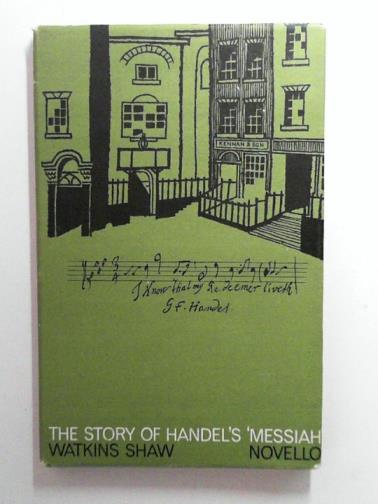 KENNAN & SON
I know that my Redeemer liveth
G F. Handel.
THE STORY OF HANDEL'S 'MESSIAH
WATKINS SHAW NOVELLO